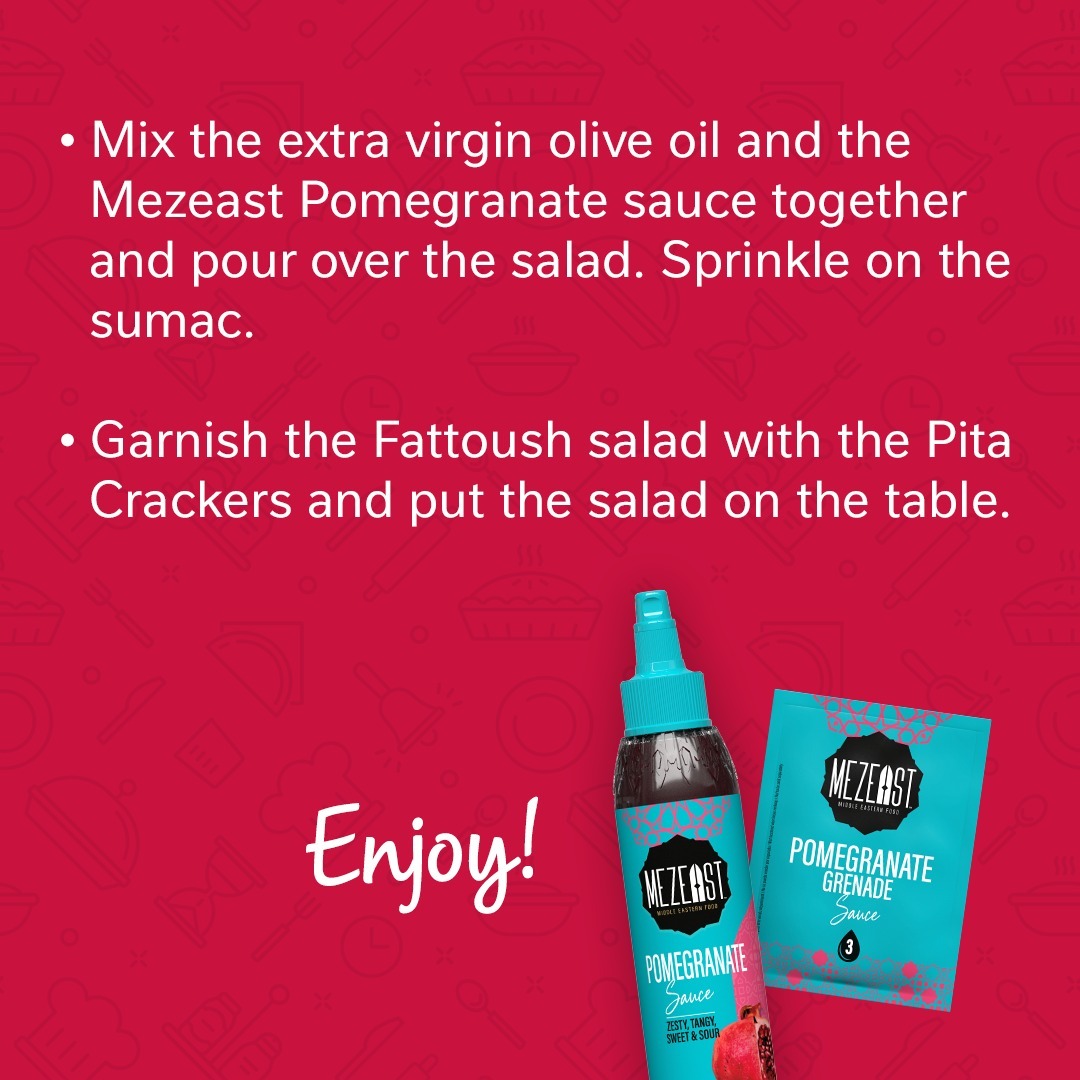 • Mix the extra virgin olive oil and the
Mezeast Pomegranate sauce together
and pour over the salad. Sprinkle on the
sumac.
• Garnish the Fattoush salad with the Pita
Crackers and put the salad on the table.
Enjoy!
MEZEAST
MIDDLE EASTERN FOOD
POMEGRANATE
Sauce
ZESTY, TANGY,
SWEET & SOUR
MEZEAST
MIDDLE EASTERN FOOD
POMEGRANATE
GRENADE
Sauce
3